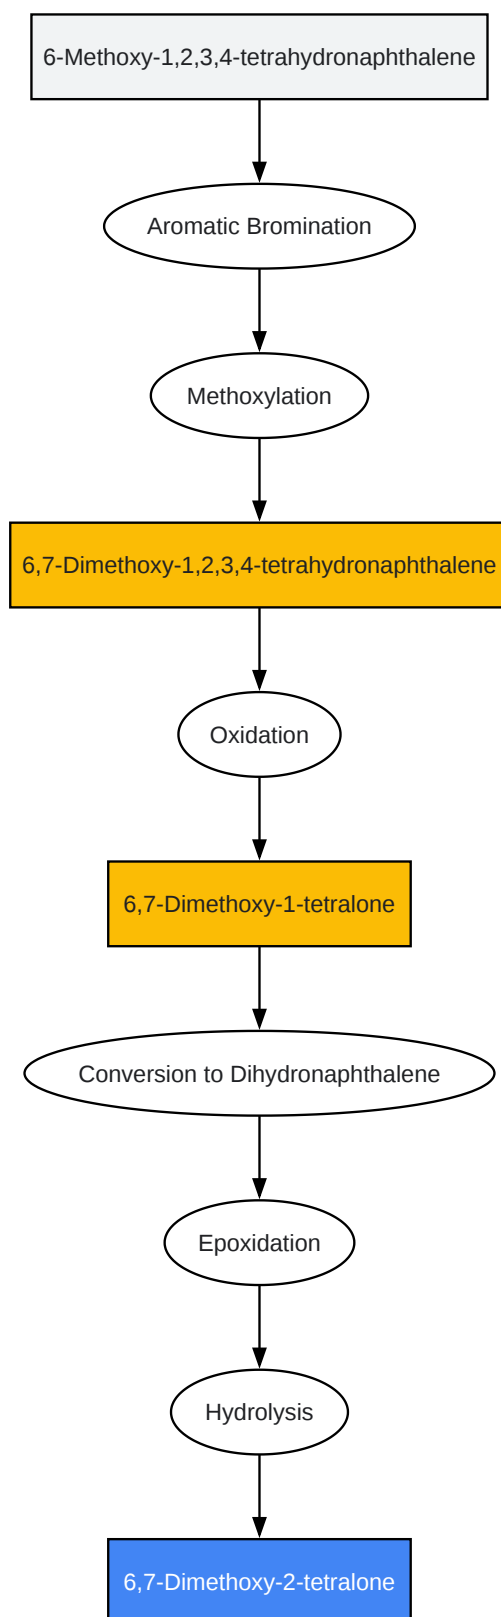 6-Methoxy-1,2,3,4-tetrahydronaphthalene
Aromatic Bromination
Methoxylation
6,7-Dimethoxy-1,2,3,4-tetrahydronaphthalene
Oxidation
6,7-Dimethoxy-1-tetralone
Conversion to Dihydronaphthalene
Epoxidation
Hydrolysis
6,7-Dimethoxy-2-tetralone